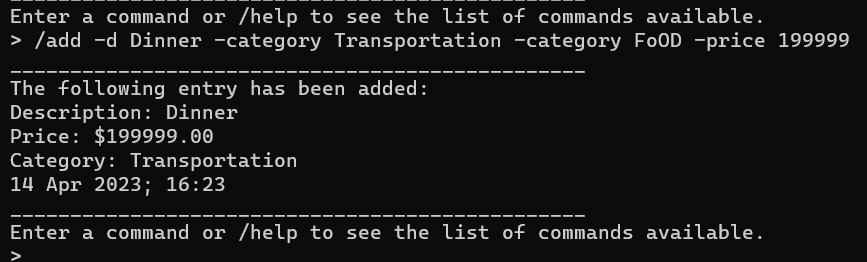 Enter a command or /help to see the list of commands available.
> /add -d Dinner -category Transportation -category FoOD -price 199999
________________________________________________
The following entry has been added:
Description: Dinner
Price: $199999.00
Category: Transportation
14 Apr 2023; 16:23
________________________________________________
Enter a command or /help to see the list of commands available.
>